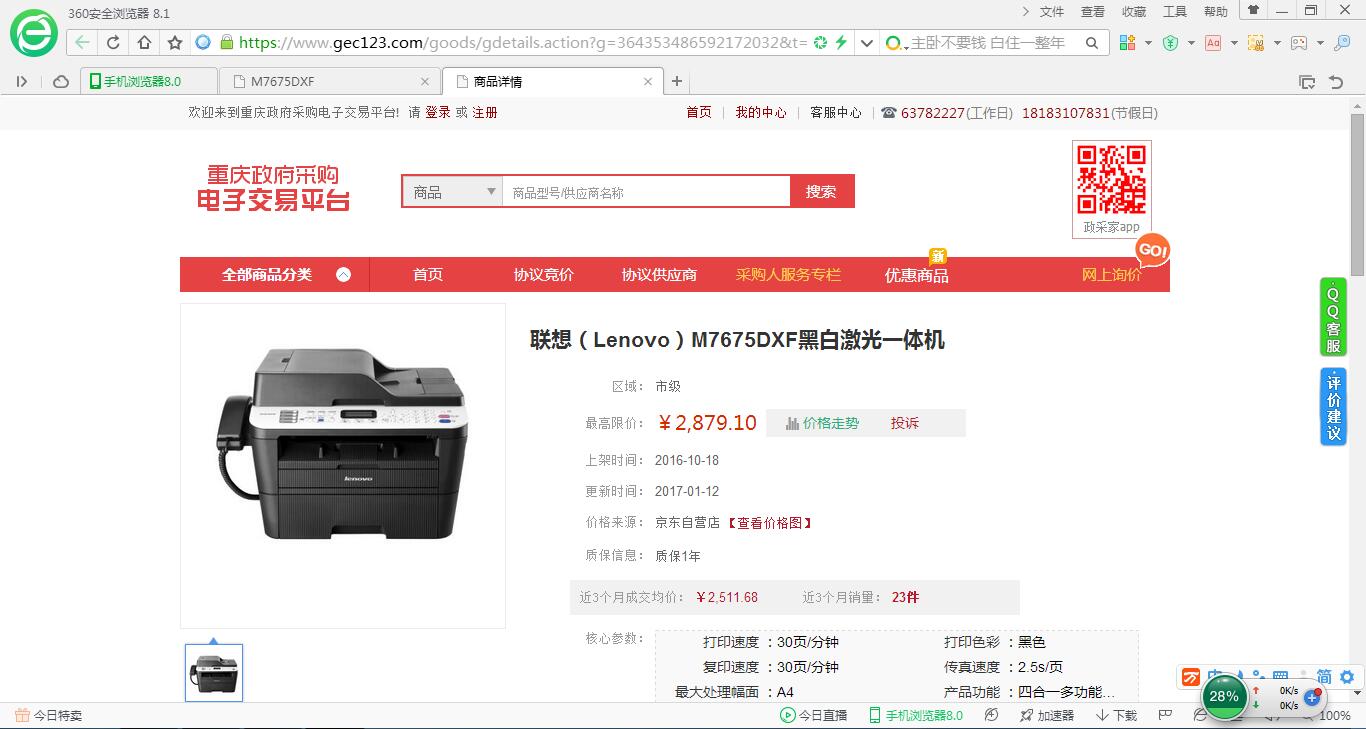 360安全浏览器 8.1
文件 查看 收藏 工具 帮助
https://www.gec123.com/goods/gdetails.action?g=364353486592172032&t=
主卧不要钱 白住一整年
手机浏览器8.0
M7675DXF
商品详情
欢迎来到重庆政府采购电子交易平台! 请 登录 或 注册
首页 我的中心 客服中心 63782227(工作日) 18183107831(节假日)
重庆政府采购
电子交易平台
商品 商品型号/供应商名称 搜索
政采家app
GO!
新
全部商品分类 首页 协议竞价 协议供应商 采购人服务专栏 优惠商品 网上询价
联想（Lenovo）M7675DXF黑白激光一体机
区域： 市级
最高限价： ￥2,879.10 价格走势 投诉
上架时间： 2016-10-18
更新时间： 2017-01-12
价格来源： 京东自营店【查看价格图】
质保信息： 质保1年
近3个月成交均价： ￥2,511.68 近3个月销量： 23件
核心参数： 打印速度 ：30页/分钟 打印色彩 ：黑色
复印速度 ：30页/分钟 传真速度 ：2.5s/页
最大处理幅面 ：A4 产品功能 ：四合一多功能…
lenovo
QQ客服
评价建议
简
28% 0K/s
0K/s
今日特卖 今日直播 手机浏览器8.0 加速器 下载 100%